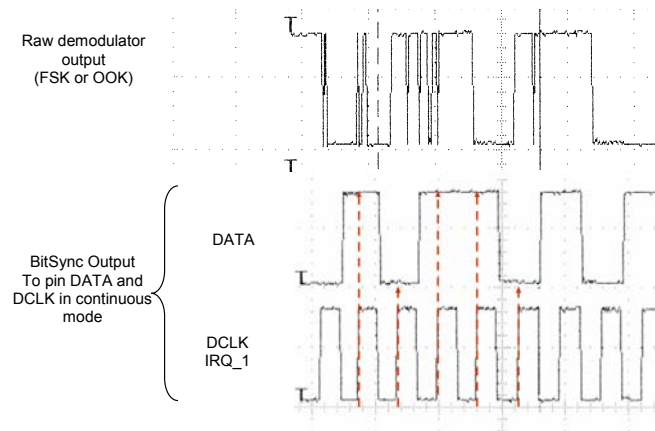 Raw demodulator
output
(FSK or OOK)
DATA
BitSync Output
To pin DATA and
DCLK in continuous
mode
DCLK
IRQ_1